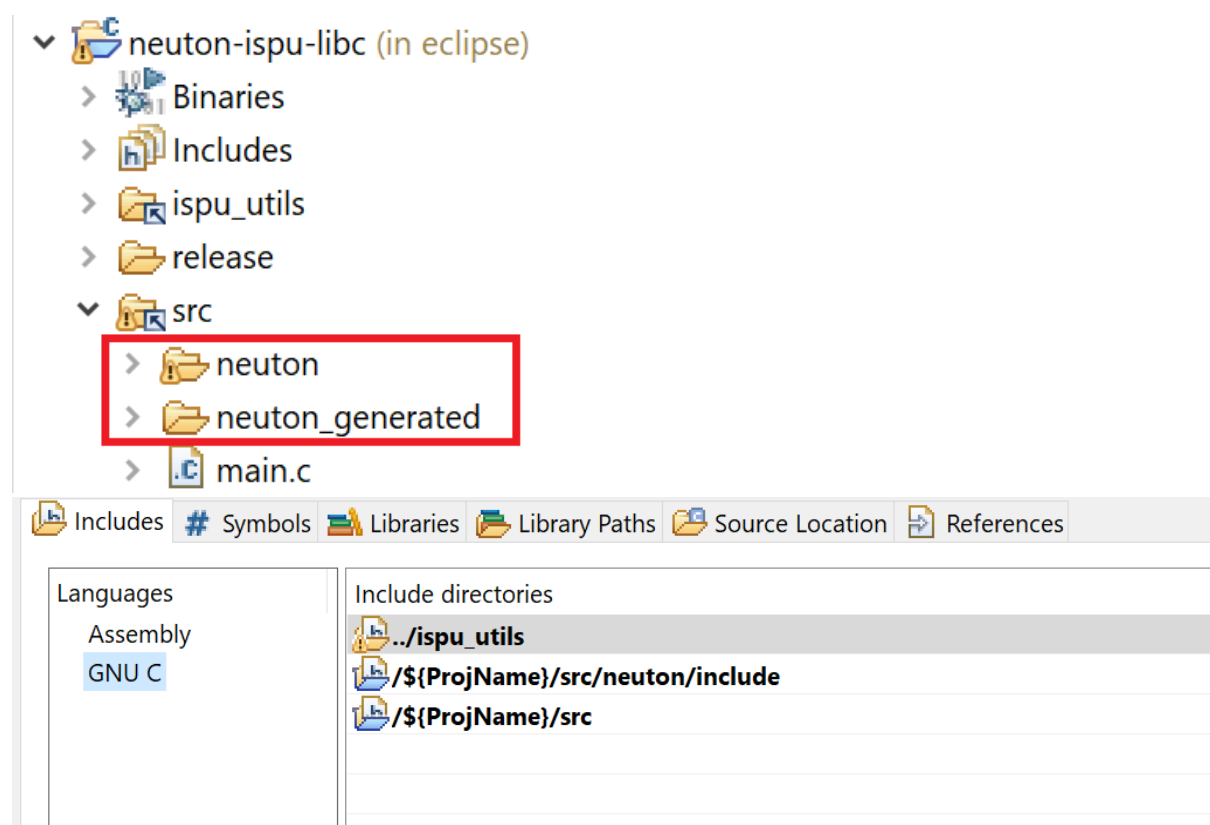 neuton-ispu-libc (in eclipse)
Binaries
Includes
ispu_utils
release
src
neuton
neuton_generated
.c main.c
Includes # Symbols Libraries Library Paths Source Location References
Languages
Assembly
GNU C
Include directories
../ispu_utils
/${ProjName}/src/neuton/include
/${ProjName}/src